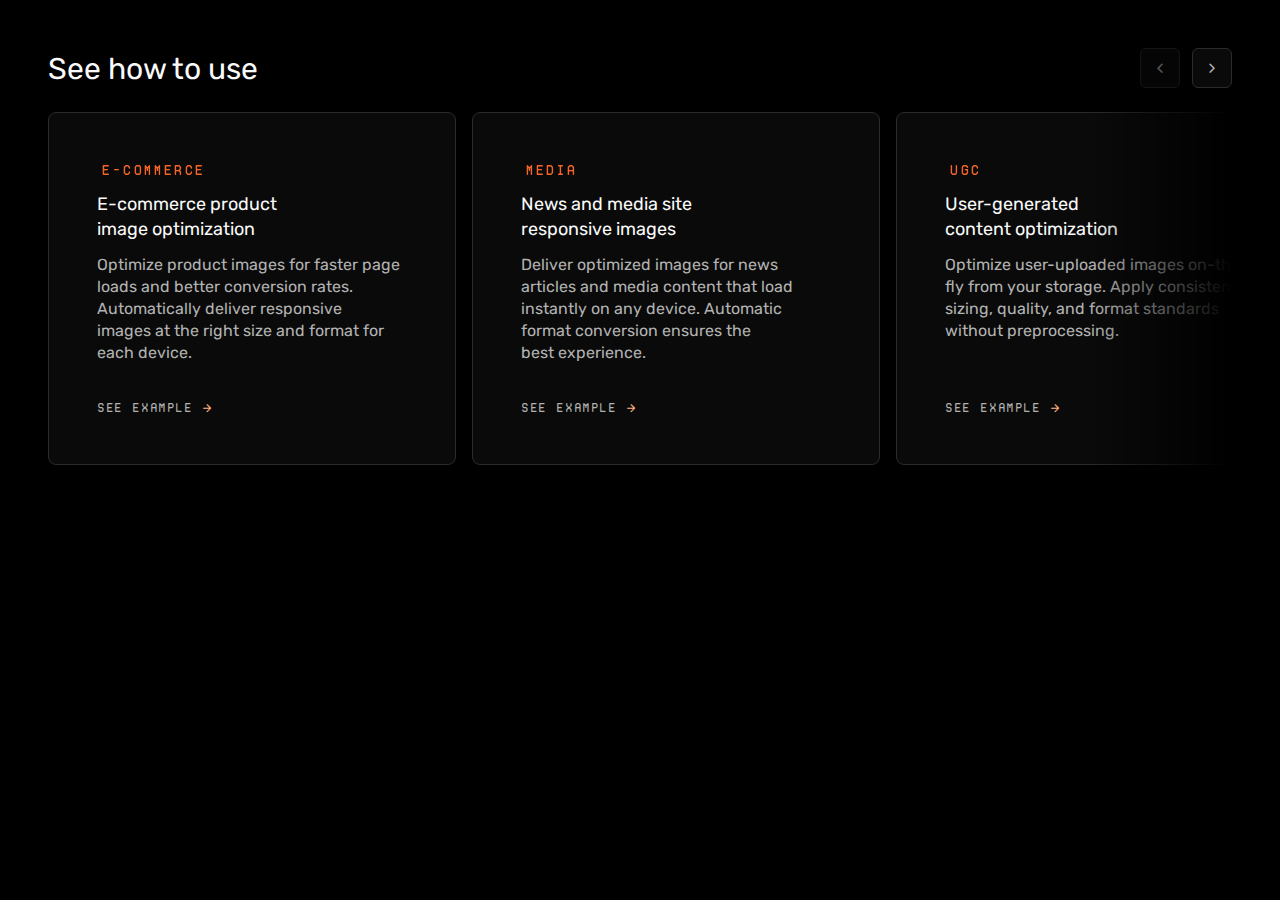 See how to use
E-COMMERCE
E-commerce product
image optimization
Optimize product images for faster page
loads and better conversion rates.
Automatically deliver responsive
images at the right size and format for
each device.
SEE EXAMPLE →
MEDIA
News and media site
responsive images
Deliver optimized images for news
articles and media content that load
instantly on any device. Automatic
format conversion ensures the
best experience.
SEE EXAMPLE →
UGC
User-generated
content optimization
Optimize user-uploaded images on-th
fly from your storage. Apply consisten
sizing, quality, and format standards
without preprocessing.
SEE EXAMPLE →